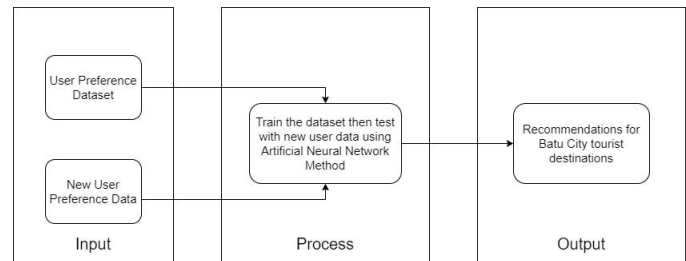 User Preference
Dataset
New User
Preference Data
Input
Train the dataset then test
with new user data using
Artificial Neural Network
Method
Process
Recommendations for
Batu City tourist
destinations
Output